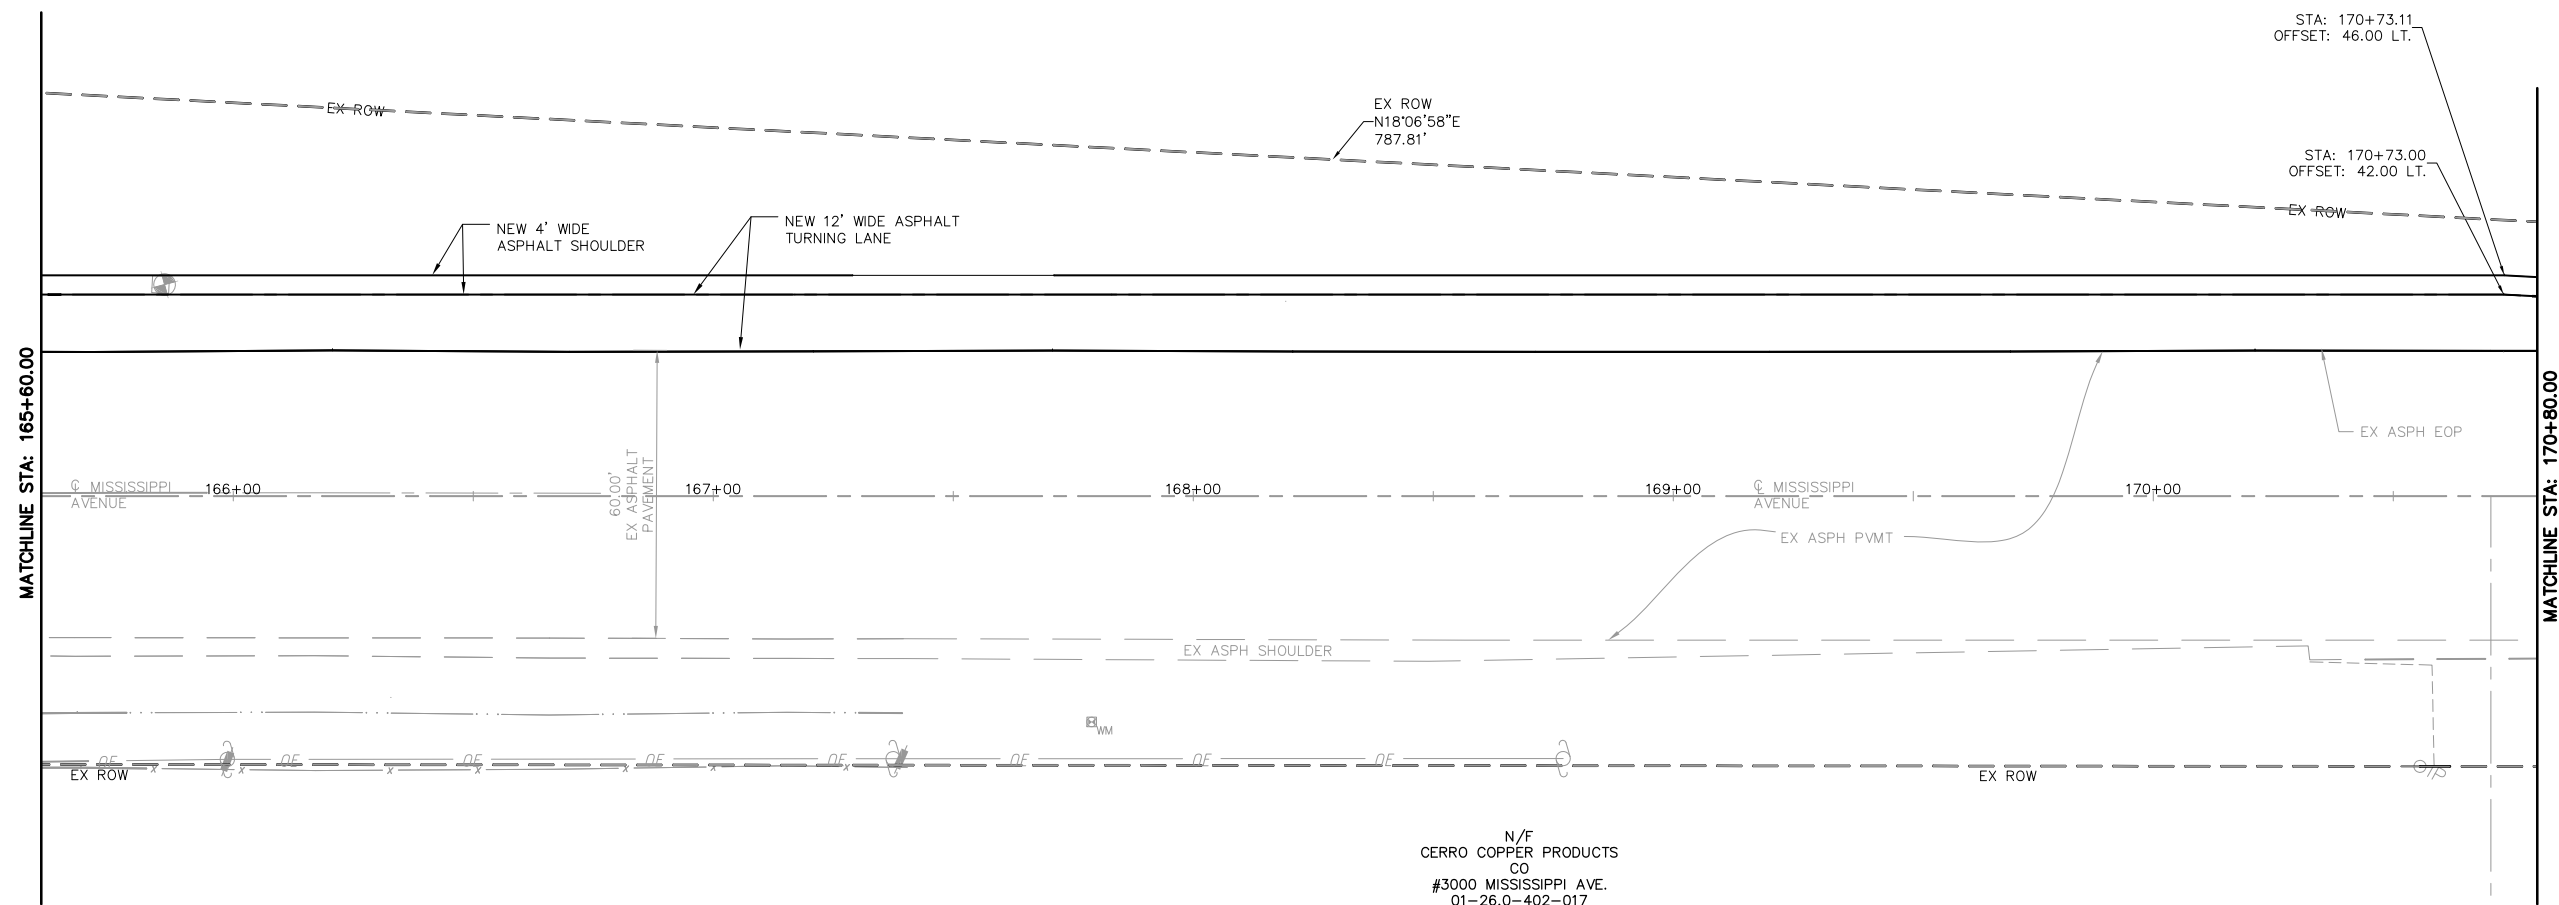 STA: 170+73.11
OFFSET: 46.00 LT.
EX ROW
EX ROW
N18°06'58"E
787.81'
STA: 170+73.00
OFFSET: 42.00 LT.
EX ROW
NEW 4' WIDE
ASPHALT SHOULDER
NEW 12' WIDE ASPHALT
TURNING LANE
MATCHLINE STA: 165+60.00
MATCHLINE STA: 170+80.00
60.00'
EX ASPHALT
PAVEMENT
EX ASPH EOP
℄ MISSISSIPPI
AVENUE
166+00
167+00
168+00
169+00
℄ MISSISSIPPI
AVENUE
170+00
EX ASPH PVMT
EX ASPH SHOULDER
WM
OE
OE
OE
OE
OE
OE
OE
OE
x
x
x
x
x
x
x
EX ROW
EX ROW
IP
N/F
CERRO COPPER PRODUCTS
CO
#3000 MISSISSIPPI AVE.
01-26.0-402-017